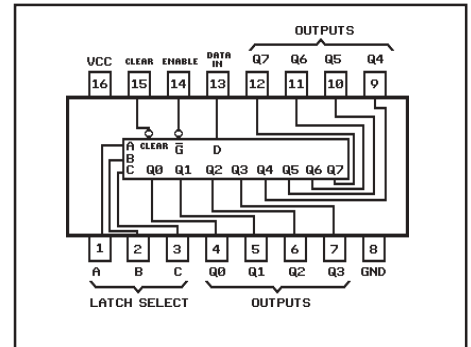 OUTPUTS
VCC CLEAR ENABLE DATA IN Q7 Q6 Q5 Q4
16 15 14 13 12 11 10 9
A CLEAR G̅ D
B
C Q0 Q1 Q2 Q3 Q4 Q5 Q6 Q7
1 2 3 4 5 6 7 8
A B C Q0 Q1 Q2 Q3 GND
LATCH SELECT OUTPUTS